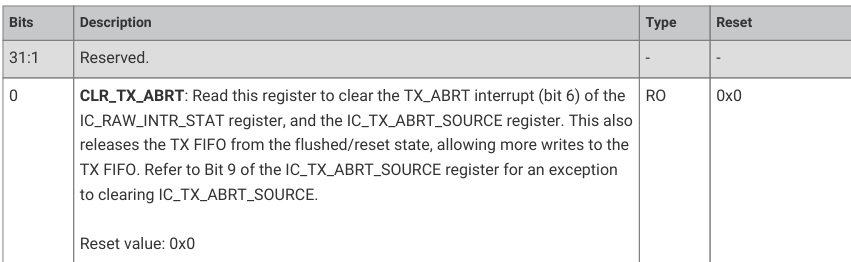 Bits Description Type Reset
31:1 Reserved. - -
0 CLR_TX_ABRT: Read this register to clear the TX_ABRT interrupt (bit 6) of the RO 0x0
IC_RAW_INTR_STAT register, and the IC_TX_ABRT_SOURCE register. This also
releases the TX FIFO from the flushed/reset state, allowing more writes to the
TX FIFO. Refer to Bit 9 of the IC_TX_ABRT_SOURCE register for an exception
to clearing IC_TX_ABRT_SOURCE.
Reset value: 0x0